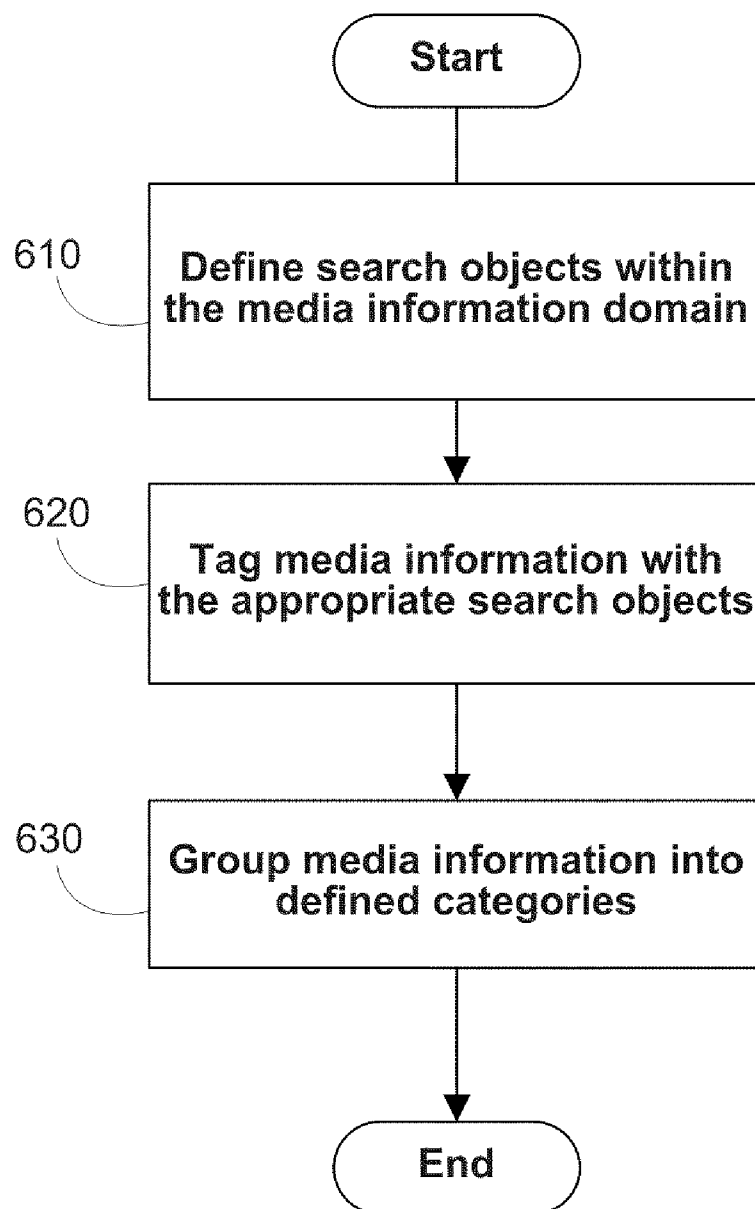 Start
610
Define search objects within
the media information domain
620
Tag media information with
the appropriate search objects
630
Group media information into
defined categories
End